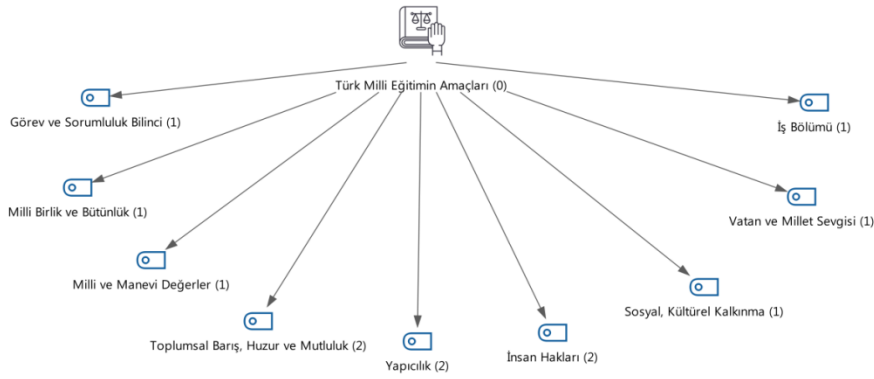 Türk Milli Eğitimin Amaçları (0)
Görev ve Sorumluluk Bilinci (1)
İş Bölümü (1)
Milli Birlik ve Bütünlük (1)
Vatan ve Millet Sevgisi (1)
Milli ve Manevi Değerler (1)
Sosyal, Kültürel Kalkınma (1)
Toplumsal Barış, Huzur ve Mutluluk (2)
İnsan Hakları (2)
Yapıcılık (2)